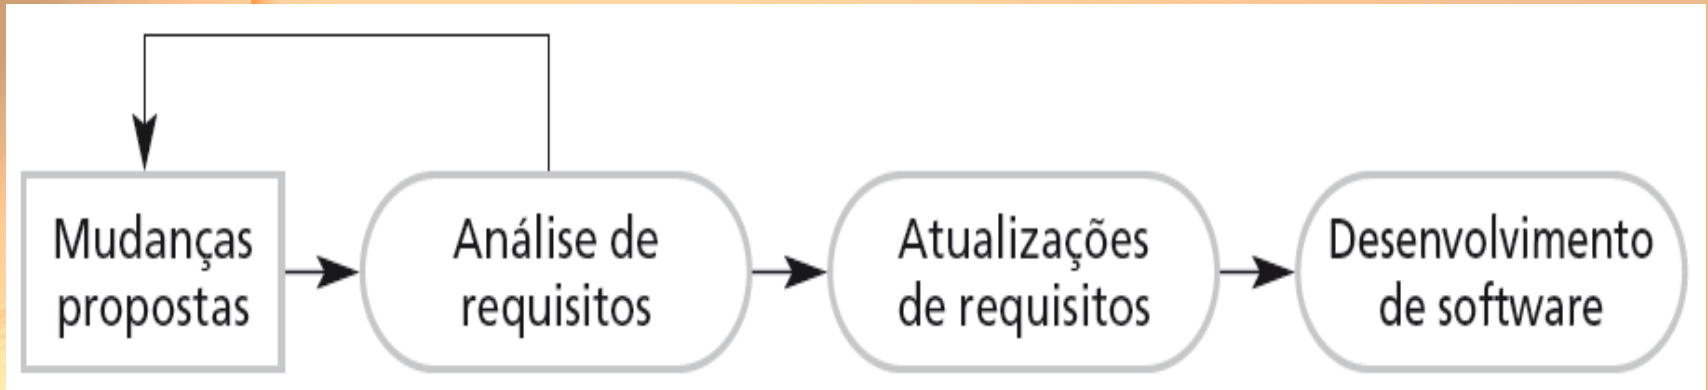 Mudanças
propostas
Análise de
requisitos
Atualizações
de requisitos
Desenvolvimento
de software